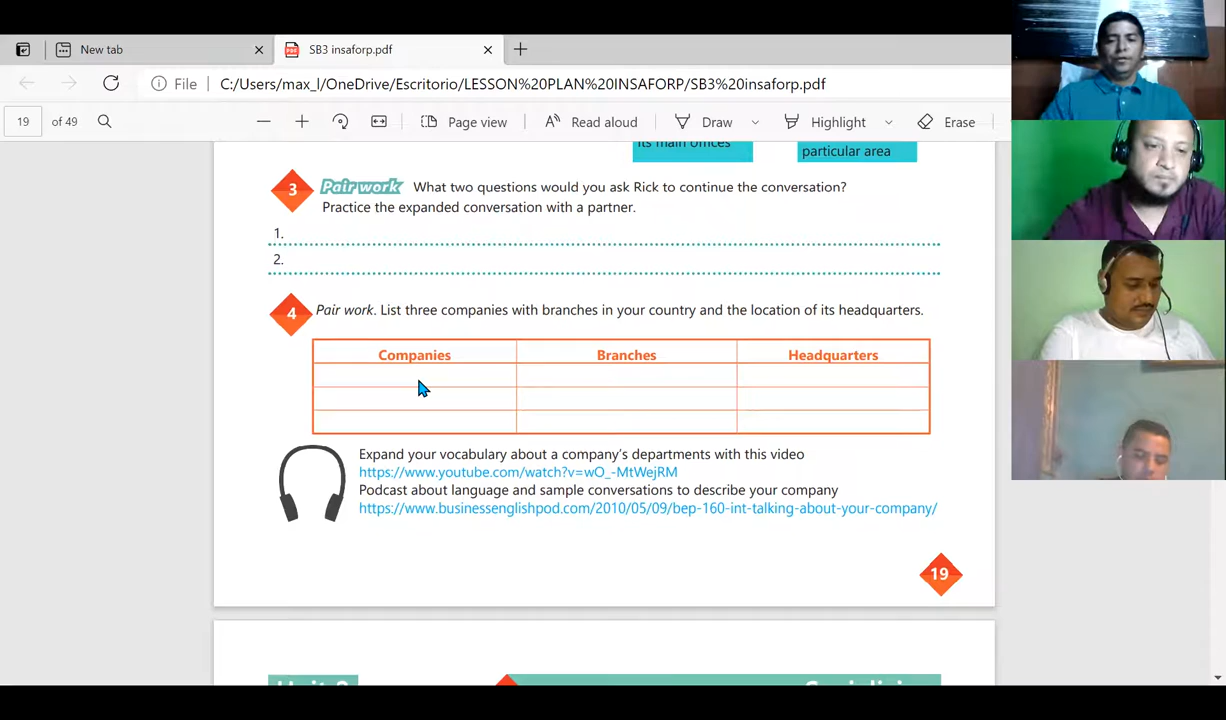 New tab
SB3 insaforp.pdf
File
C:/Users/max_l/OneDrive/Escritorio/LESSON%20PLAN%20INSAFORP/SB3%20insaforp.pdf
19 of 49
Page view
Read aloud
Draw
Highlight
Erase
its main offices
particular area
3 Pair work What two questions would you ask Rick to continue the conversation?
Practice the expanded conversation with a partner.
1.
2.
4 Pair work. List three companies with branches in your country and the location of its headquarters.
Companies Branches Headquarters
Expand your vocabulary about a company's departments with this video
https://www.youtube.com/watch?v=wO_-MtWejRM
Podcast about language and sample conversations to describe your company
https://www.businessenglishpod.com/2010/05/09/bep-160-int-talking-about-your-company/
19